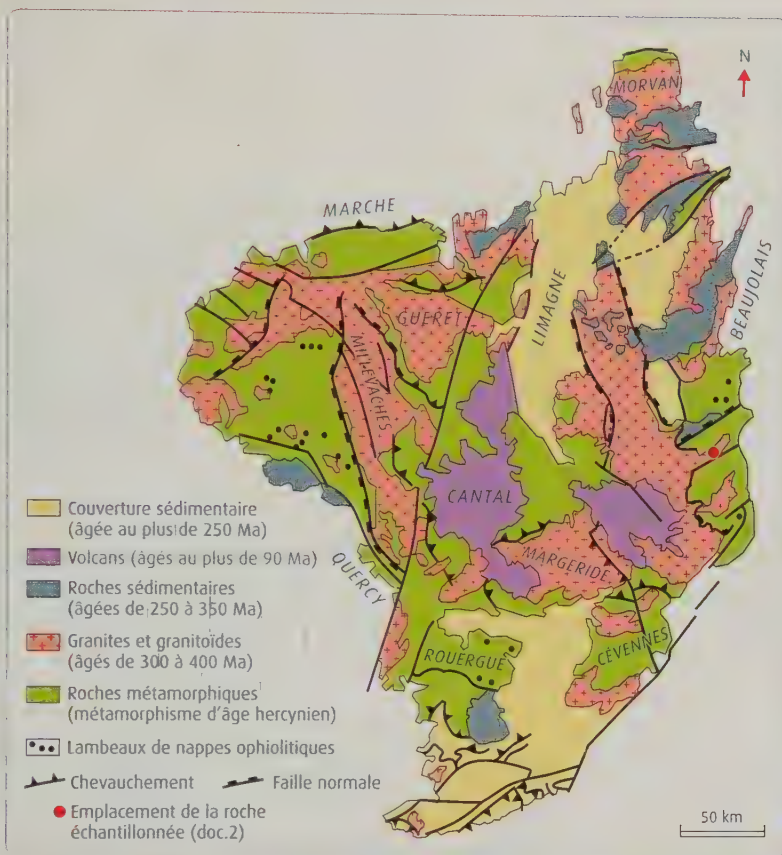 N
MORVAN
MARCHE
LIMAGNE
BEAUJOLAIS
GUERET
MILLEVACHES
CANTAL
MARGERIDE
QUERCY
ROUERGUE
CÉVENNES
Couverture sédimentaire
(âgée au plus de 250 Ma)
Volcans (âgés au plus de 90 Ma)
Roches sédimentaires
(âgées de 250 à 350 Ma)
Granites et granitoïdes
(âgés de 300 à 400 Ma)
Roches métamorphiques
(métamorphisme d'âge hercynien)
Lambeaux de nappes ophiolitiques
Chevauchement Faille normale
Emplacement de la roche
échantillonnée (doc.2)
50 km